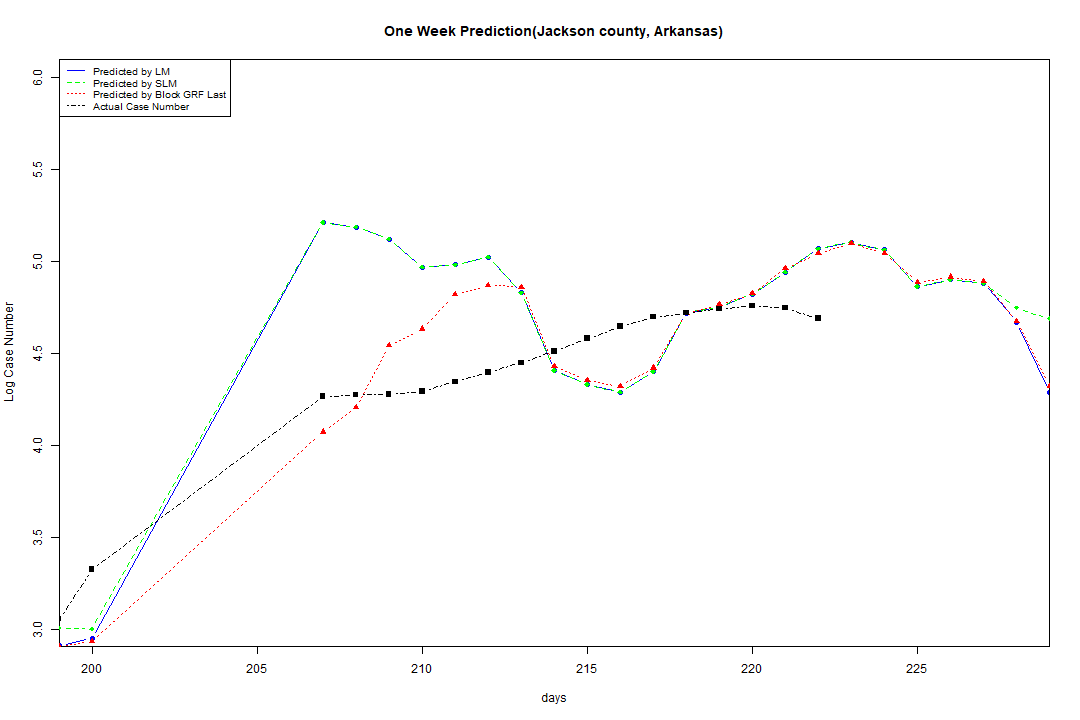 One Week Prediction(Jackson county, Arkansas)
Predicted by LM
Predicted by SLM
Predicted by Block GRF Last
Actual Case Number
6.0
5.5
5.0
4.5
4.0
3.5
3.0
Log Case Number
200 205 210 215 220 225
days